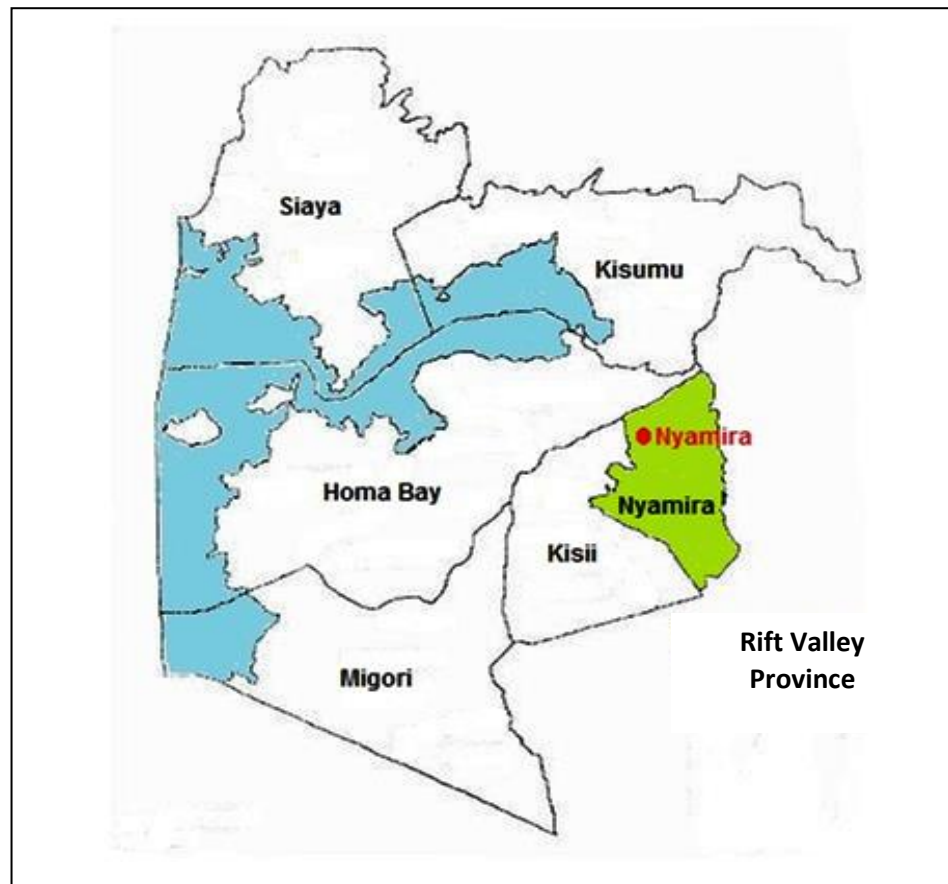 Siaya
Kisumu
Nyamira
Homa Bay
Nyamira
Kisii
Rift Valley
Province
Migori